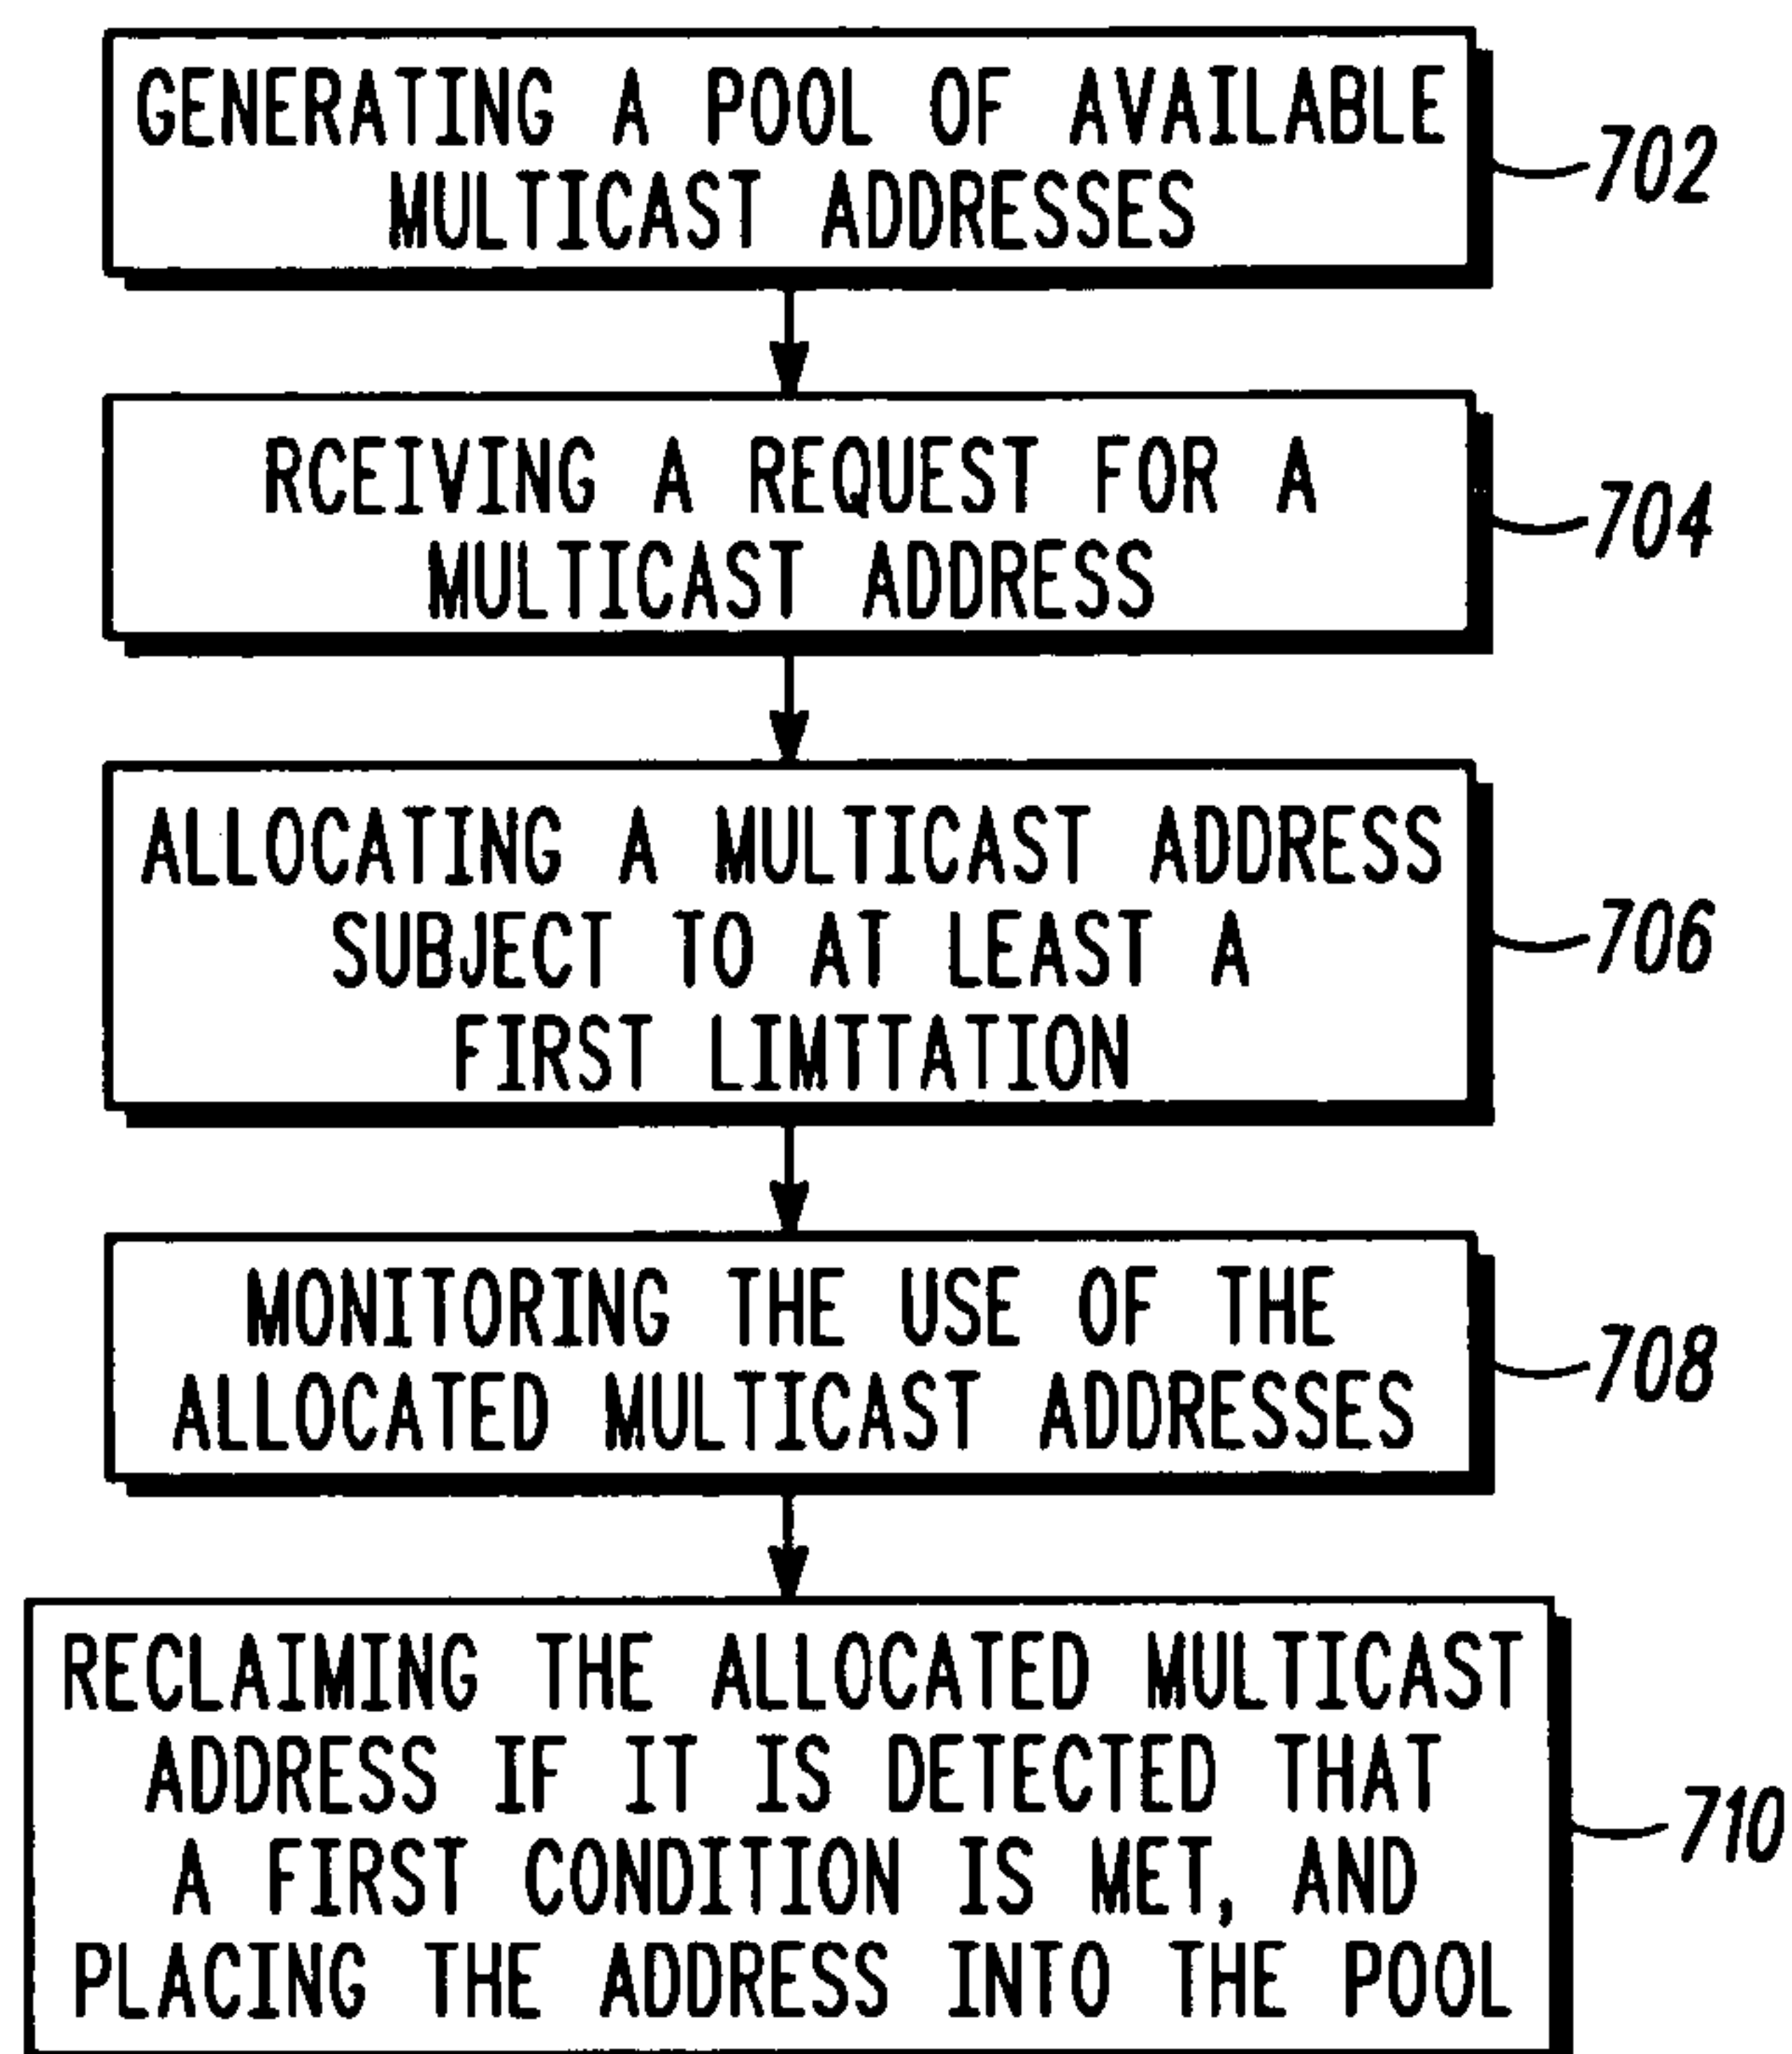 GENERATING A POOL OF AVAILABLE
MULTICAST ADDRESSES
702
RCEIVING A REQUEST FOR A
MULTICAST ADDRESS
704
ALLOCATING A MULTICAST ADDRESS
SUBJECT TO AT LEAST A
FIRST LIMTTATION
706
MONITORING THE USE OF THE
ALLOCATED MULTICAST ADDRESSES
708
RECLAIMING THE ALLOCATED MULTICAST
ADDRESS IF IT IS DETECTED THAT
A FIRST CONDITION IS MET, AND
PLACING THE ADDRESS INTO THE POOL
710